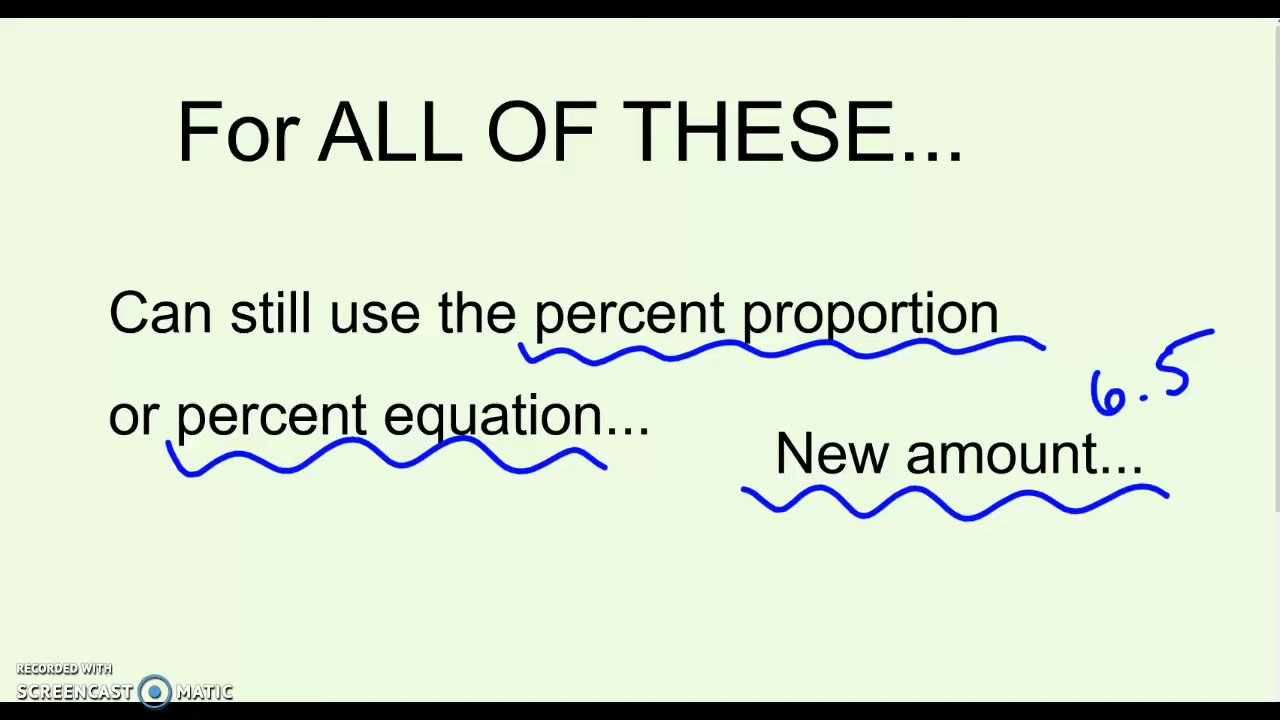 For ALL OF THESE...
Can still use the percent proportion
6.5
or percent equation...
New amount...
RECORDED WITH
SCREENCAST MATIC